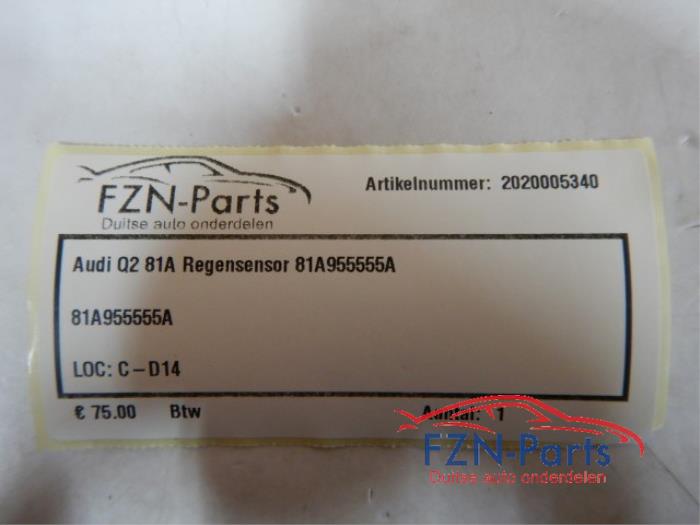 FZN-Parts
Duitse auto onderdelen
Artikelnummer: 2020005340
Audi Q2 81A Regensensor 81A955555A
81A955555A
LOC: C-D14
€ 75.00 Btw Aantal: 1
FZN-Parts
Duitse auto onderdelen